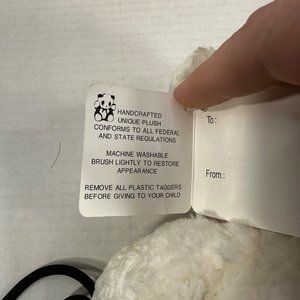 HANDCRAFTED
UNIQUE PLUSH
CONFORMS TO ALL FEDERAL
AND STATE REGULATIONS
MACHINE WASHABLE
BRUSH LIGHTLY TO RESTORE
APPEARANCE
REMOVE ALL PLASTIC TAGGERS
BEFORE GIVING TO YOUR CHILD
To:
From: